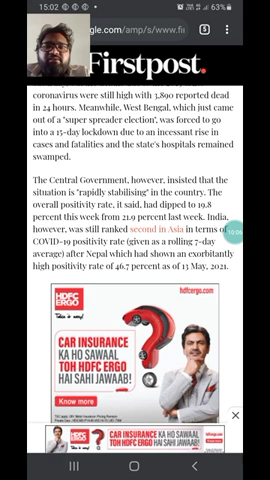 15:02
92%
gle.com/amp/s/www.fi
5
Firstpost.
coronavirus were still high with 3,890 reported dead
in 24 hours. Meanwhile, West Bengal, which just came
out of a "super spreader election", was forced to go
into a 15-day lockdown due to an incessant rise in
cases and fatalities and the state's hospitals remained
swamped.
The Central Government, however, insisted that the
situation is "rapidly stabilising" in the country. The
overall positivity rate, it said, had dipped to 19.8
percent this week from 21.9 percent last week. India,
however, was still ranked second in Asia in terms of
COVID-19 positivity rate (given as a rolling 7-day
average) after Nepal which had shown an exorbitantly
high positivity rate of 46.7 percent as of 13 May, 2021.
10:06
HDFC
ERGO
hdfcergo.com
Take it easy!
CAR INSURANCE
KA HO SAWAAL
TOH HDFC ERGO
HAI SAHI JAWAAB!
Know more
HDFC
ERGO
CAR INSURANCE KA HO SAWAAL
TOH HDFC ERGO HAI SAHI JAWAAB!